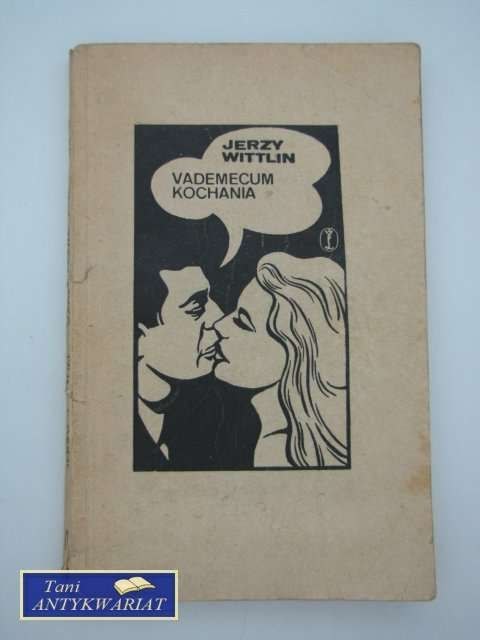 JERZY
WITTLIN
VADEMECUM
KOCHANIA
Tani
ANTYKWARIAT